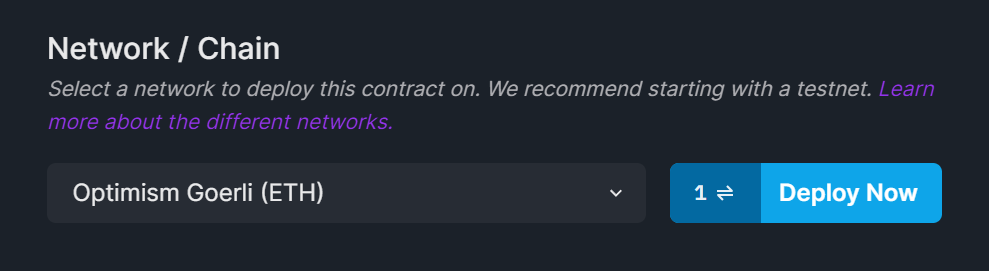 Network / Chain
Select a network to deploy this contract on. We recommend starting with a testnet. Learn
more about the different networks.
Optimism Goerli (ETH)
1 ⇌ Deploy Now